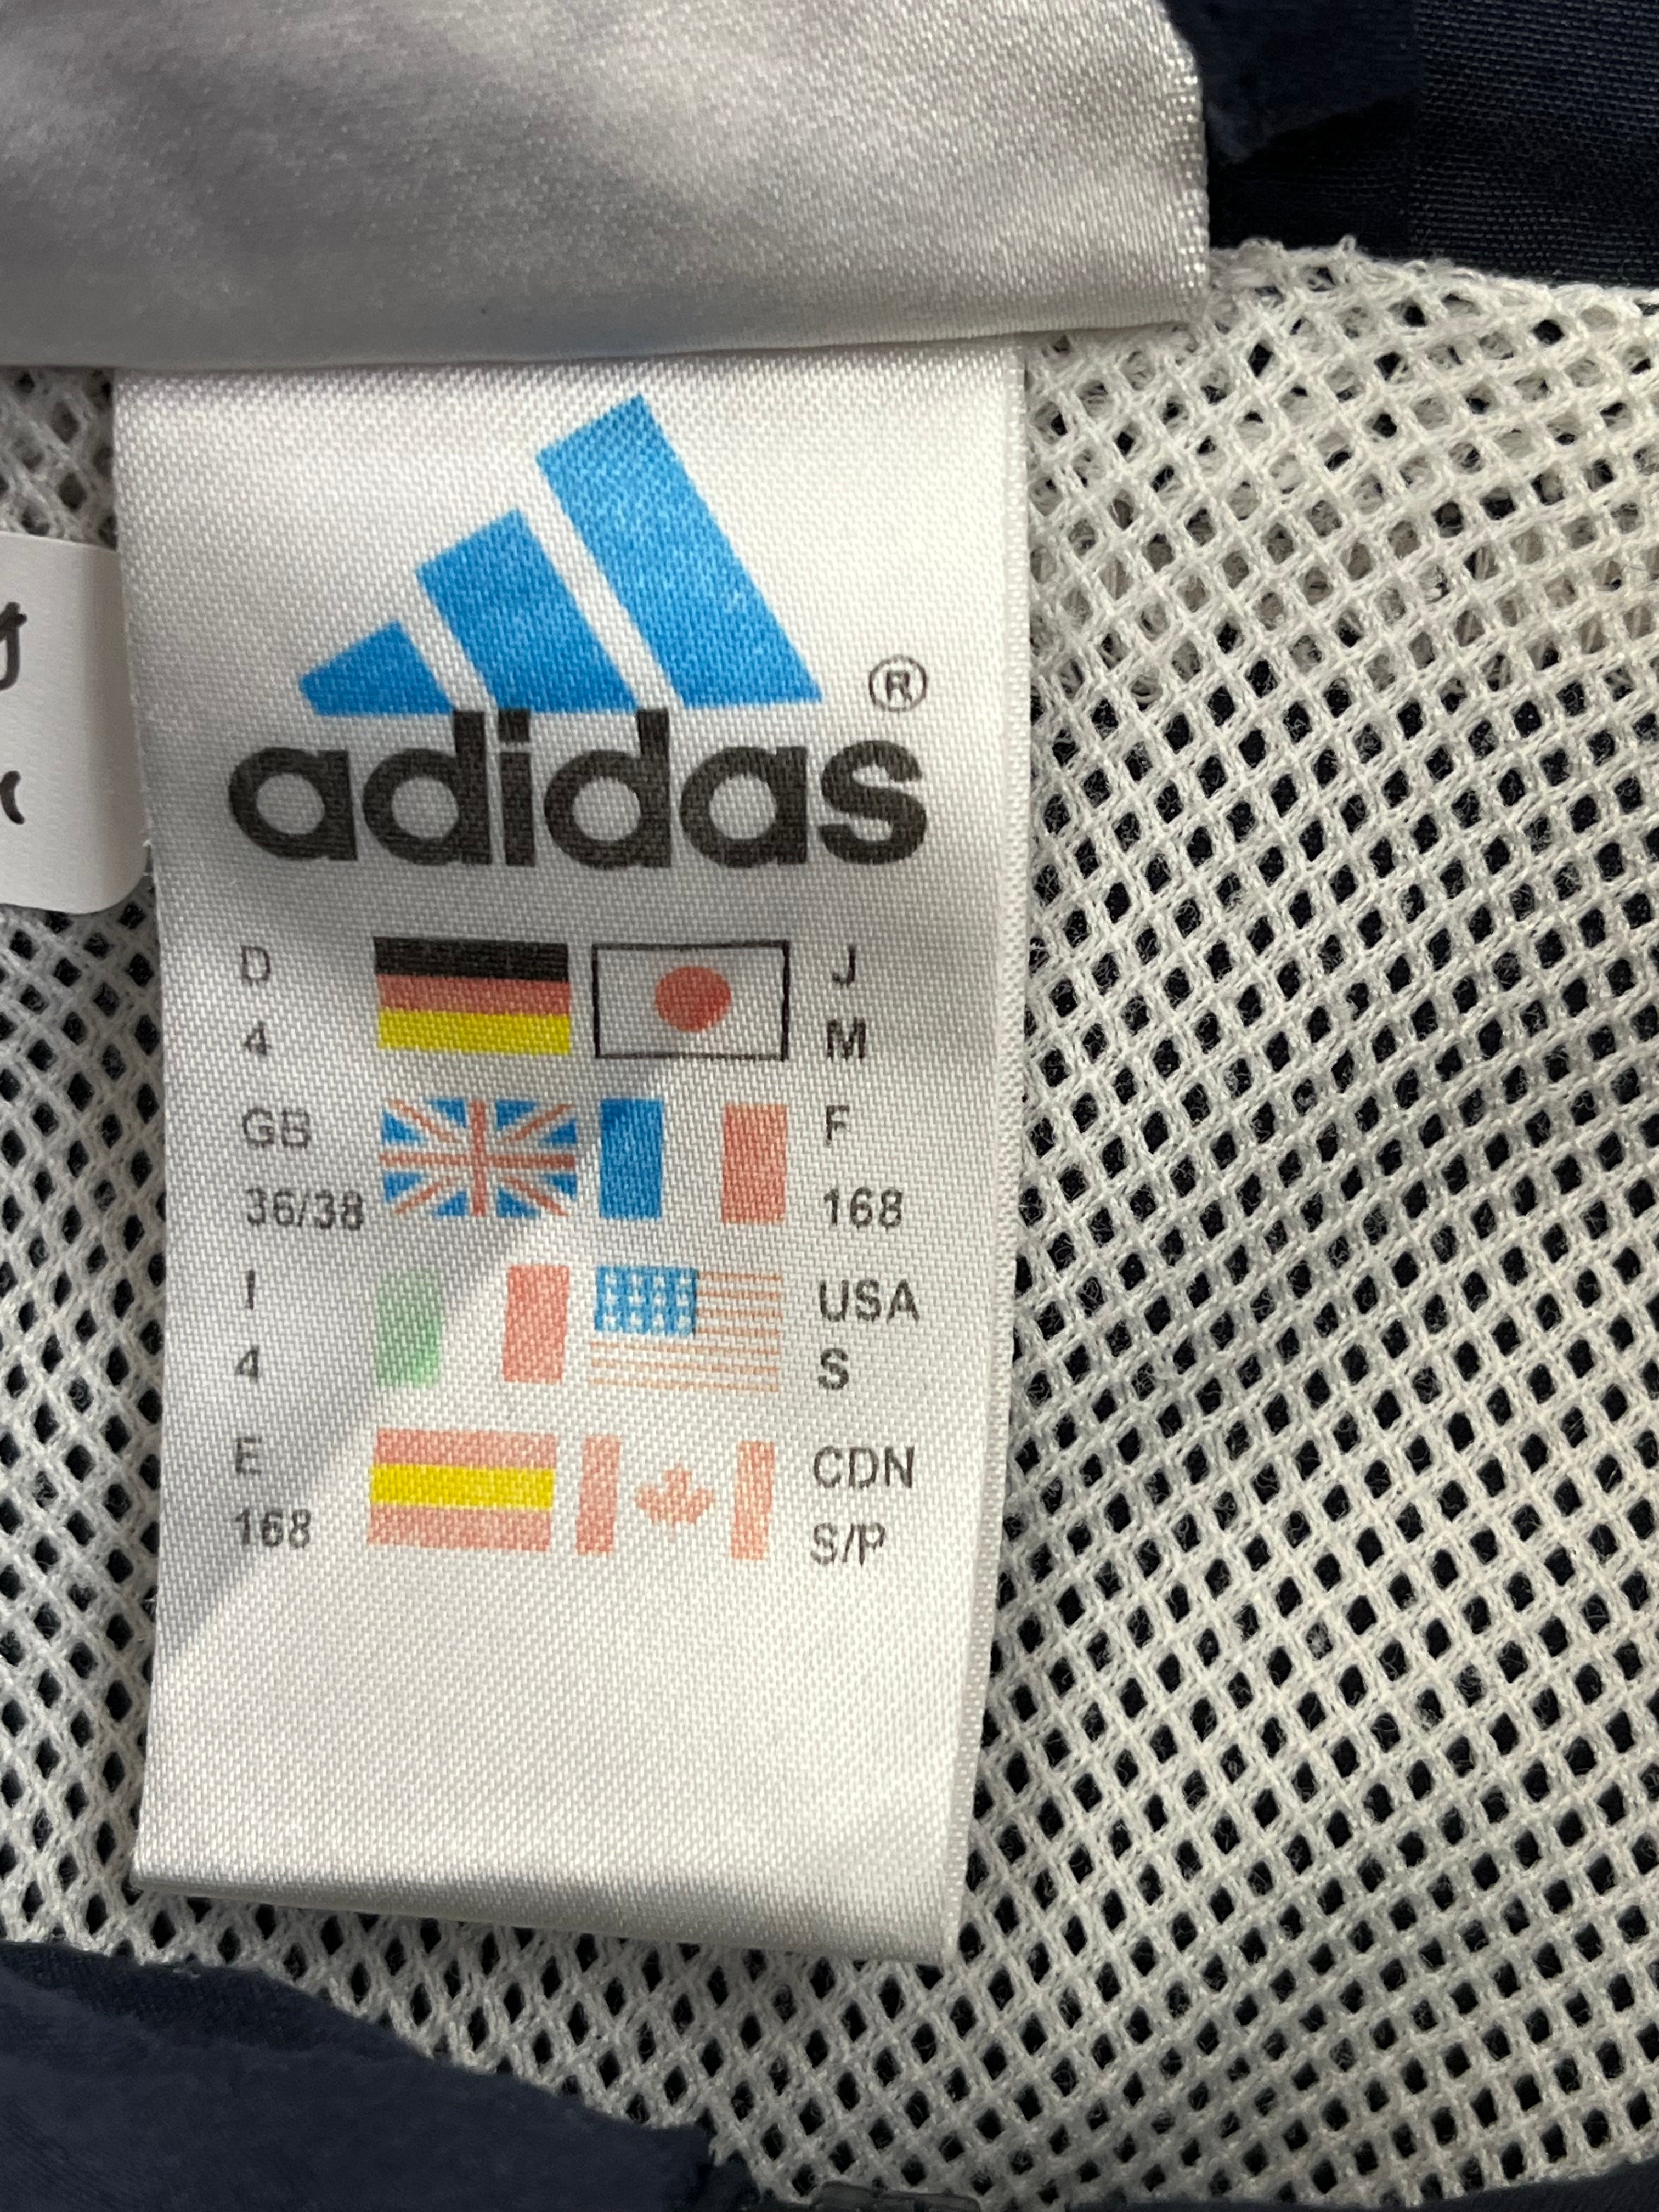 adidas ®
D J
4 M
GB F
36/38 168
I USA
4 S
E CDN
168 S/P